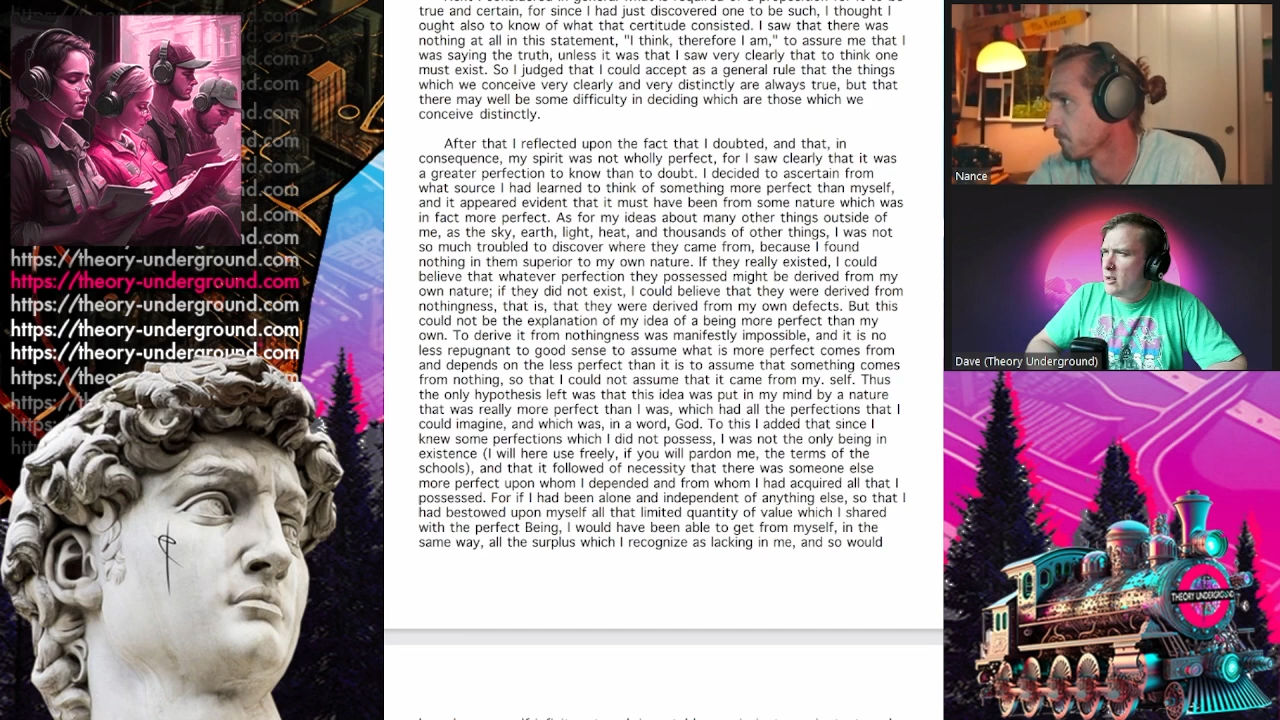 https://theory-underground.com
https://theory-underground.com
https://theory-underground.com
https://theory-underground.com
https://theory-underground.com
true and certain, for since I had just discovered one to be such, I thought I
ought also to know of what that certitude consisted. I saw that there was
nothing at all in this statement, "I think, therefore I am," to assure me that I
was saying the truth, unless it was that I saw very clearly that to think one
must exist. So I judged that I could accept as a general rule that the things
which we conceive very clearly and very distinctly are always true, but that
there may well be some difficulty in deciding which are those which we
conceive distinctly.
After that I reflected upon the fact that I doubted, and that, in
consequence, my spirit was not wholly perfect, for I saw clearly that it was
a greater perfection to know than to doubt. I decided to ascertain from
what source I had learned to think of something more perfect than myself,
and it appeared evident that it must have been from some nature which was
in fact more perfect. As for my ideas about many other things outside of
me, as the sky, earth, light, heat, and thousands of other things, I was not
so much troubled to discover where they came from, because I found
nothing in them superior to my own nature. If they really existed, I could
believe that whatever perfection they possessed might be derived from my
own nature; if they did not exist, I could believe that they were derived from
nothingness, that is, that they were derived from my own defects. But this
could not be the explanation of my idea of a being more perfect than my
own. To derive it from nothingness was manifestly impossible, and it is no
less repugnant to good sense to assume what is more perfect comes from
and depends on the less perfect than it is to assume that something comes
from nothing, so that I could not assume that it came from my. self. Thus
the only hypothesis left was that this idea was put in my mind by a nature
that was really more perfect than I was, which had all the perfections that I
could imagine, and which was, in a word, God. To this I added that since I
knew some perfections which I did not possess, I was not the only being in
existence (I will here use freely, if you will pardon me, the terms of the
schools), and that it followed of necessity that there was someone else
more perfect upon whom I depended and from whom I had acquired all that I
possessed. For if I had been alone and independent of anything else, so that I
had bestowed upon myself all that limited quantity of value which I shared
with the perfect Being, I would have been able to get from myself, in the
same way, all the surplus which I recognize as lacking in me, and so would
Nance
Dave (Theory Underground)
THEORY UNDERGROUND